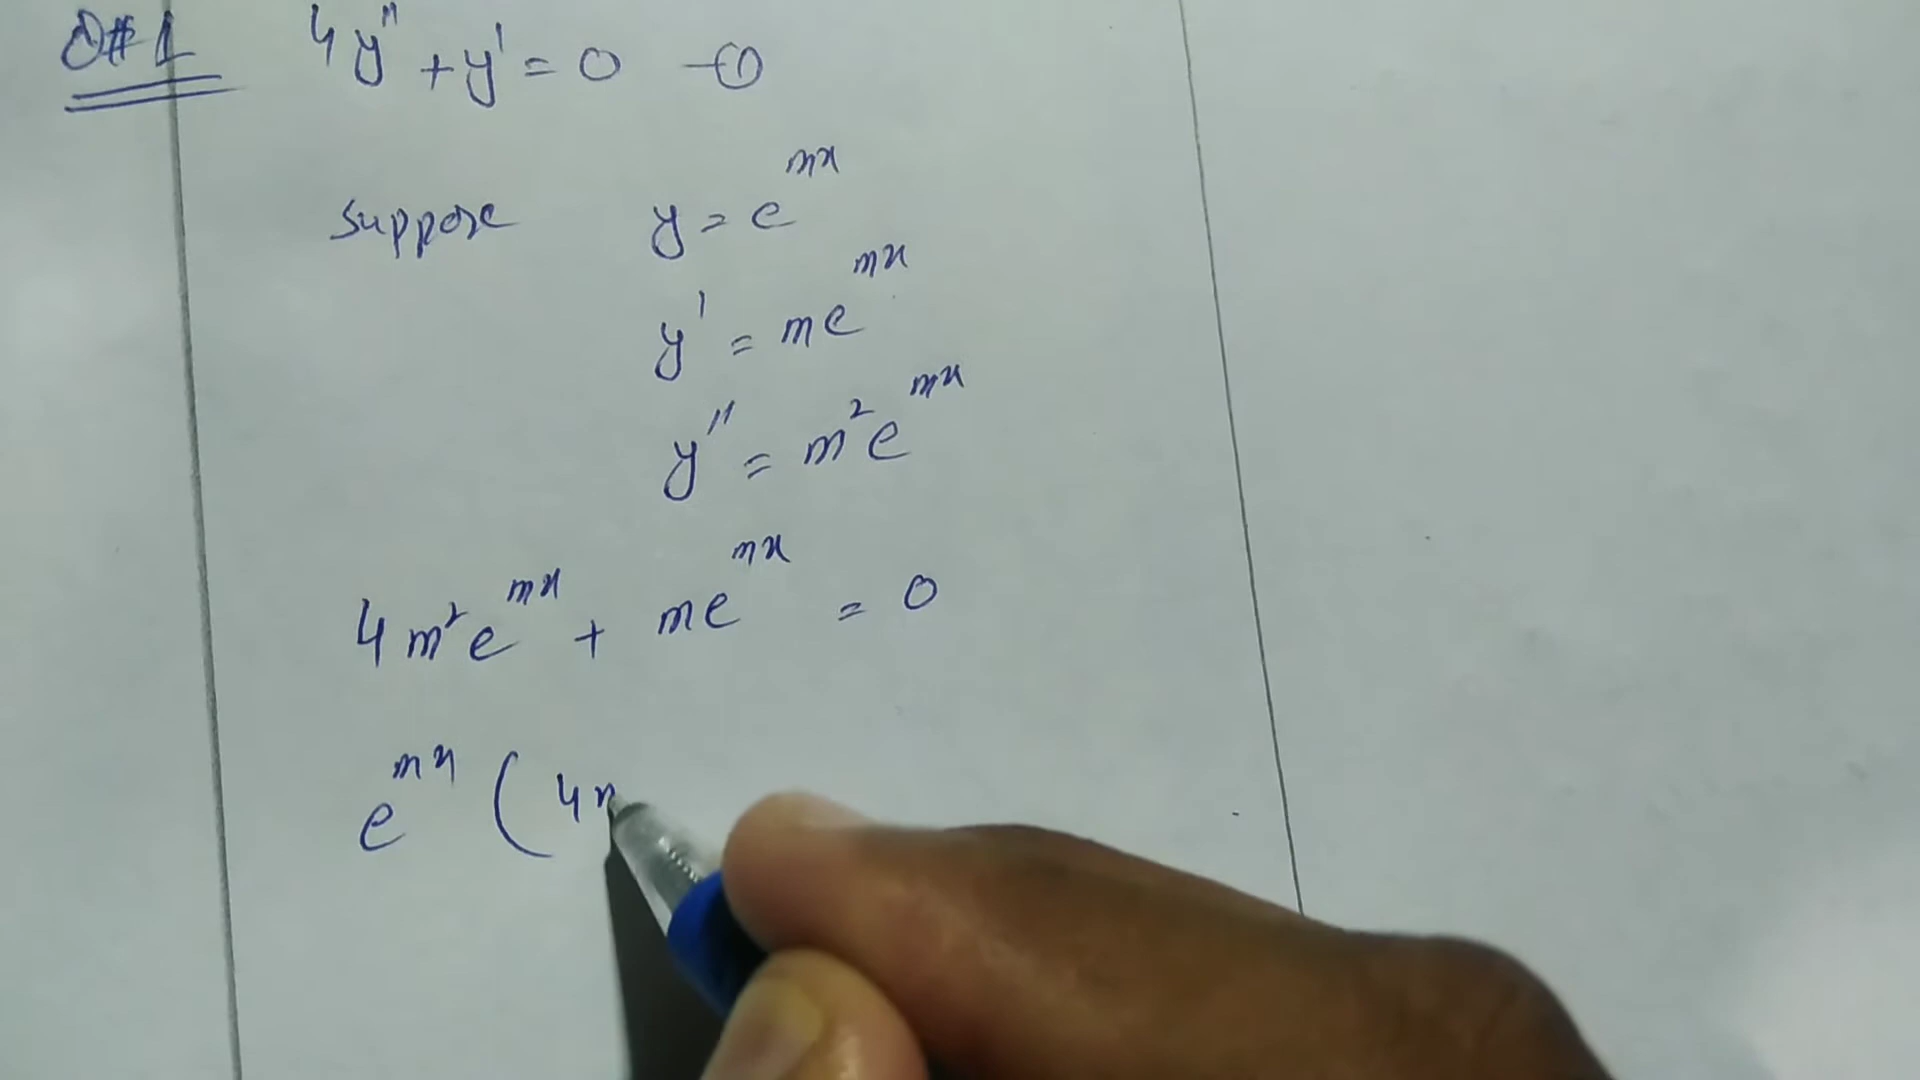 Q#1 4y" + y' = 0 —①
Suppose y = e^{mx}
y' = me^{mx}
y'' = m²e^{mx}
4m²e^{mx} + me^{mx} = 0
e^{mx} (4m